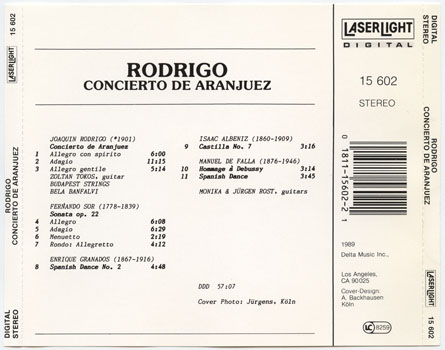 15 602
LASERLIGHT
RODRIGO
CONCIERTO DE ARANJUEZ
DIGITAL
STEREO
RODRIGO
CONCIERTO DE ARANJUEZ
JOAQUIN RODRIGO (*1901)
Concierto de Aranjuez
1 Allegro con spirito 6:00
2 Adagio 11:15
3 Allegro gentile 5:14
ZOLTAN TOKOS, guitar
BUDAPEST STRINGS
BELA BANFALVI
FERNANDO SOR (1778-1839)
Sonata op. 22
4 Allegro 6:08
5 Adagio 6:29
6 Menuetto 2:19
7 Rondo: Allegretto 4:12
ENRIQUE GRANADOS (1867-1916)
8 Spanish Dance No. 2 4:48
ISAAC ALBENIZ (1860-1909)
9 Castilla No. 7 3:16
MANUEL DE FALLA (1876-1946)
10 Hommage à Debussy 3:14
11 Spanish Dance 3:45
MONIKA & JÜRGEN ROST, guitars
DDD 57:07
Cover Photo: Jürgens, Köln
LASERLIGHT
DIGITAL
15 602
STEREO
0 1811-15602-2 1
1989
Delta Music Inc.,
Los Angeles,
CA 90025
Cover-Design:
A. Backhausen
Köln
LC 8259
DIGITAL
STEREO
RODRIGO
CONCIERTO DE ARANJUEZ
LASERLIGHT
15 602